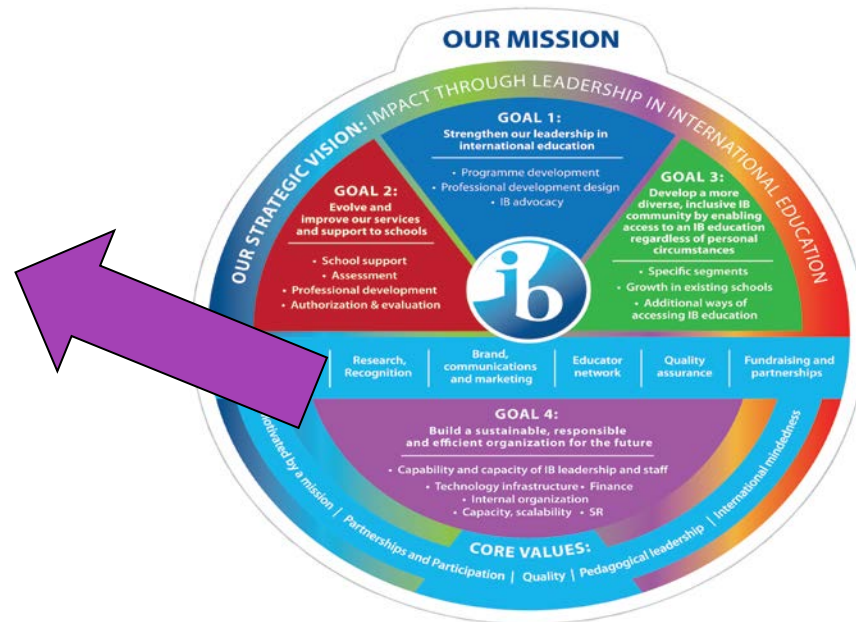 OUR MISSION
OUR STRATEGIC VISION: IMPACT THROUGH LEADERSHIP IN INTERNATIONAL EDUCATION
GOAL 1:
Strengthen our leadership in
international education
• Programme development
• Professional development design
• IB advocacy
GOAL 2:
Evolve and
improve our services
and support to schools
• School support
• Assessment
• Professional development
• Authorization & evaluation
GOAL 3:
Develop a more
diverse, inclusive IB
community by enabling
access to an IB education
regardless of personal
circumstances
• Specific segments
• Growth in existing schools
• Additional ways of
accessing IB education
ib
Research,
Recognition
Brand,
communications
and marketing
Educator
network
Quality
assurance
Fundraising and
partnerships
GOAL 4:
Build a sustainable, responsible
and efficient organization for the future
• Capability and capacity of IB leadership and staff
• Technology infrastructure • Finance
• Internal organization
• Capacity, scalability • SR
CORE VALUES:
motivated by a mission | Partnerships and Participation | Quality | Pedagogical leadership | International mindedness